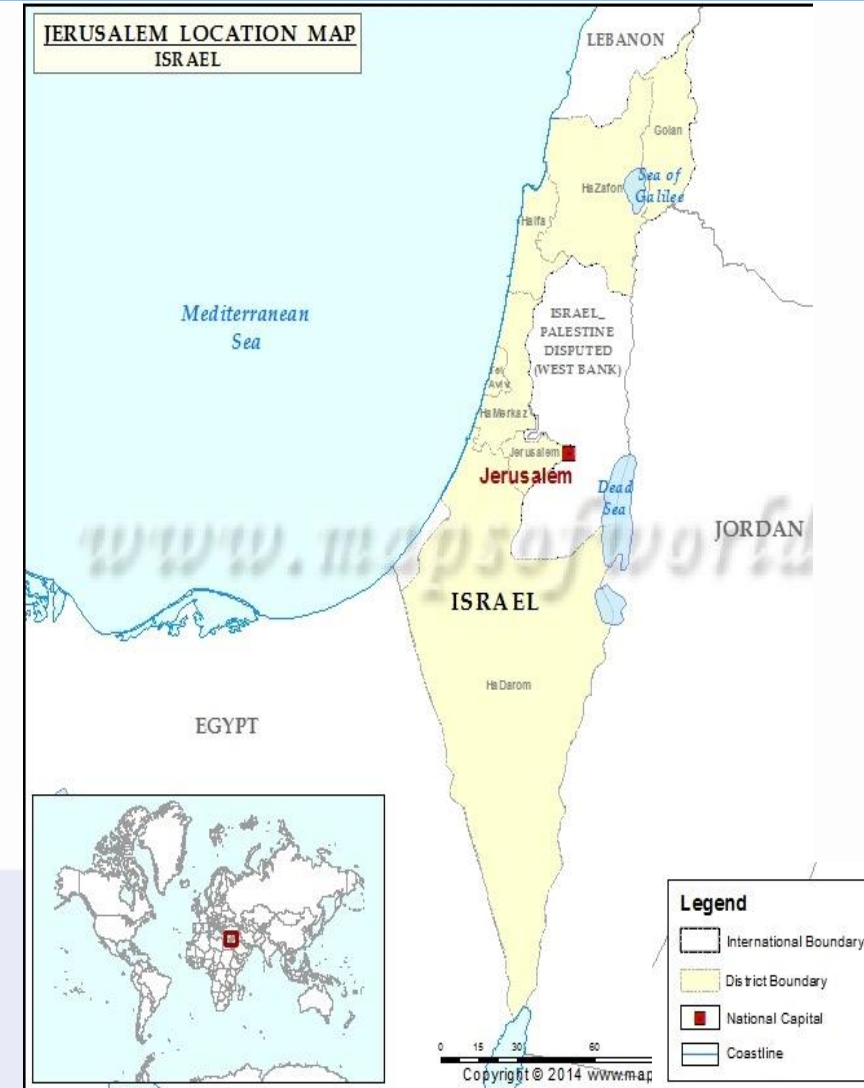 JERUSALEM LOCATION MAP
ISRAEL
LEBANON
Golan
HaZafon
Sea of
Galilee
Haifa
Mediterranean
Sea
ISRAEL_
PALESTINE
DISPUTED
(WEST BANK)
Tel
Aviv
HaMerkaz
Jerusalem
Jerusalem
Dead
Sea
JORDAN
www.mapsofworld
ISRAEL
HaDarom
EGYPT
Legend
International Boundary
District Boundary
National Capital
Coastline
0 15 30 60
Copyright © 2014 www.map